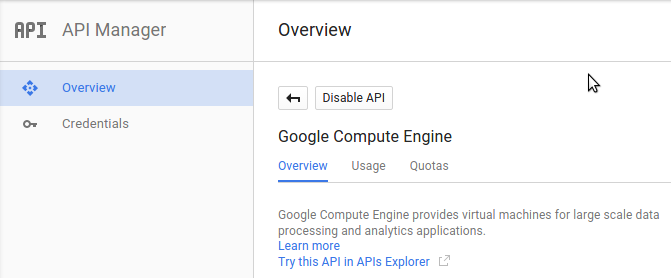 API API Manager
Overview
Overview
Credentials
Disable API
Google Compute Engine
Overview Usage Quotas
Google Compute Engine provides virtual machines for large scale data
processing and analytics applications.
Learn more
Try this API in APIs Explorer